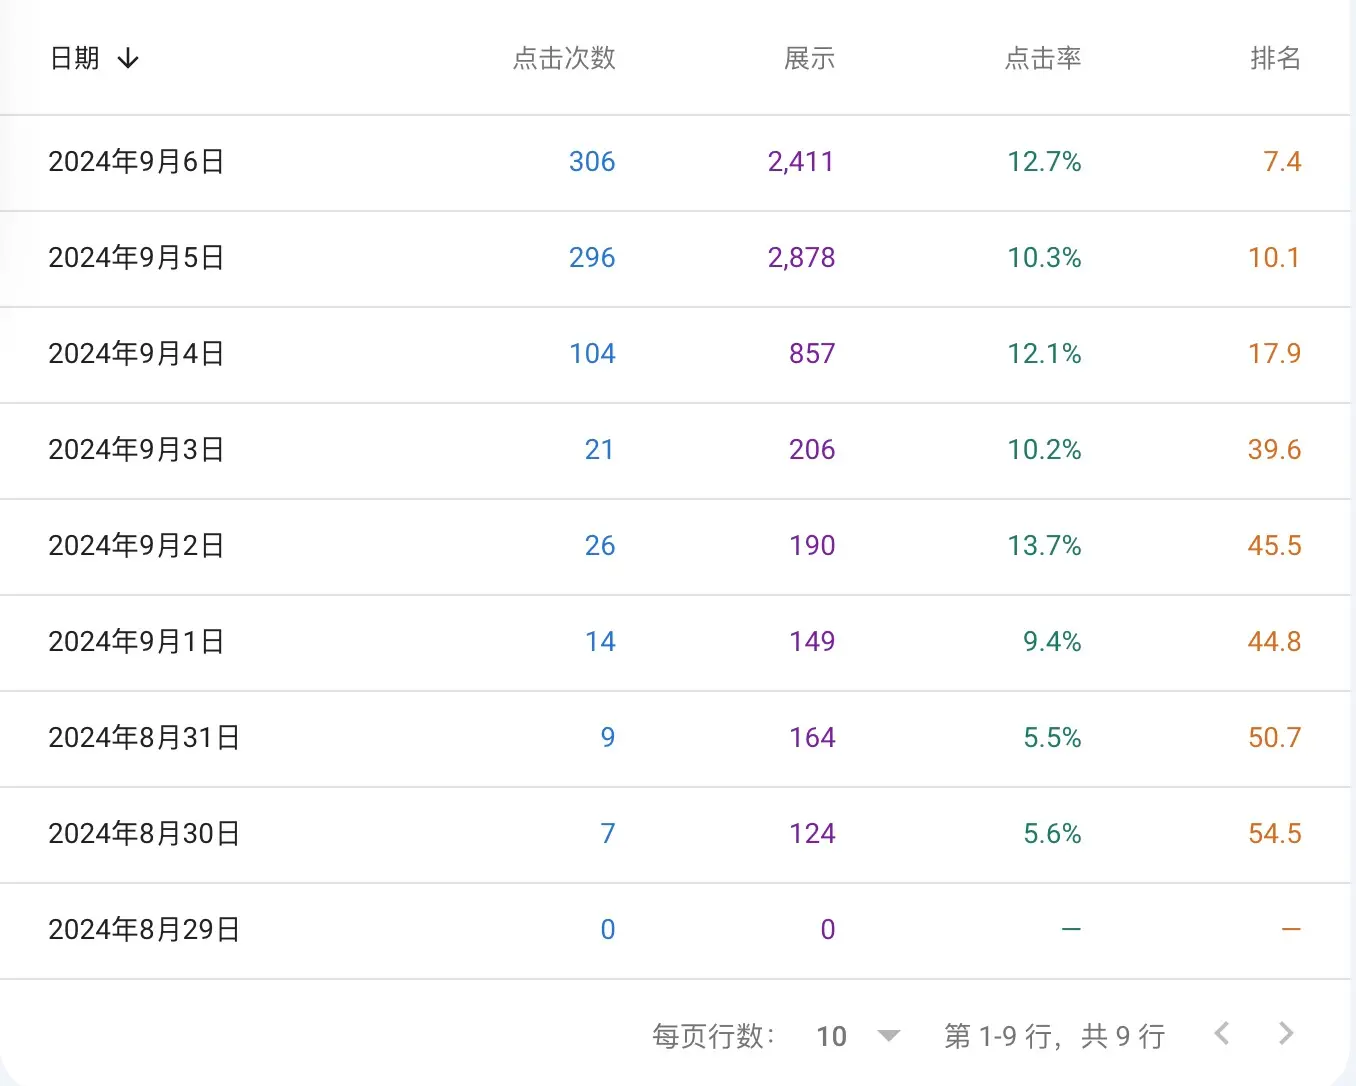 日期 ↓ 点击次数 展示 点击率 排名
2024年9月6日 306 2,411 12.7% 7.4
2024年9月5日 296 2,878 10.3% 10.1
2024年9月4日 104 857 12.1% 17.9
2024年9月3日 21 206 10.2% 39.6
2024年9月2日 26 190 13.7% 45.5
2024年9月1日 14 149 9.4% 44.8
2024年8月31日 9 164 5.5% 50.7
2024年8月30日 7 124 5.6% 54.5
2024年8月29日 0 0 — —
每页行数： 10 第 1-9 行，共 9 行